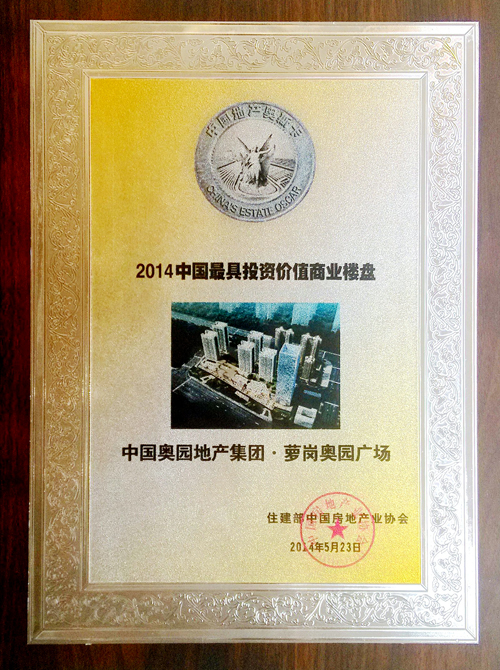 中国地产奥斯卡
CHINA'S ESTATE OSCAR
2014中国最具投资价值商业楼盘
中国奥园地产集团·萝岗奥园广场
住建部中国房地产业协会
2014年5月23日